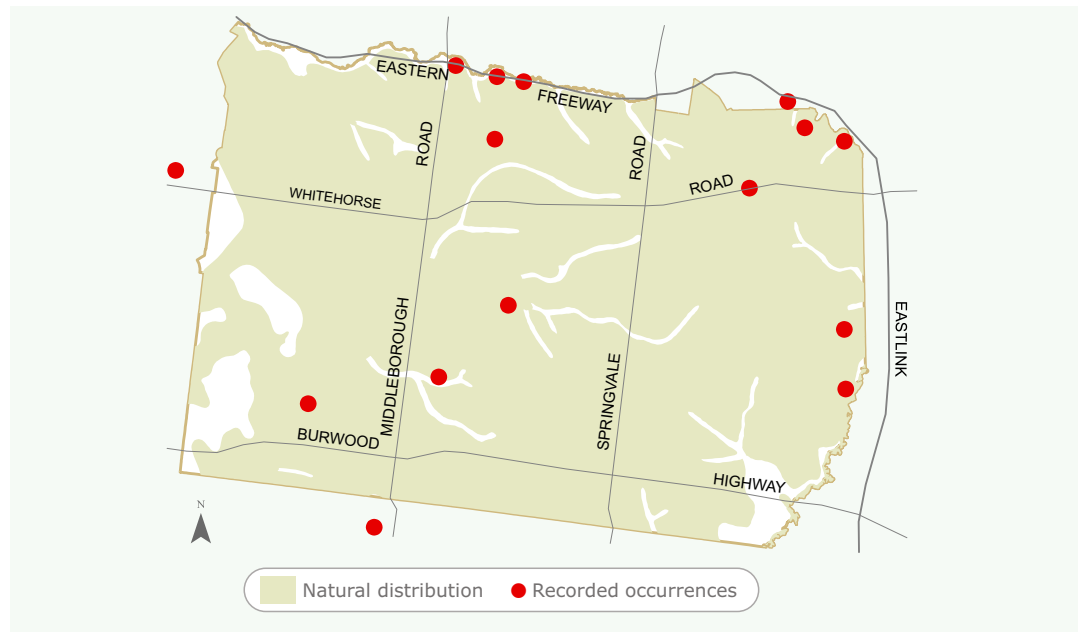 EASTERN
FREEWAY
ROAD
ROAD
ROAD
WHITEHORSE
MIDDLEBOROUGH
SPRINGVALE
EASTLINK
BURWOOD
HIGHWAY
N
Natural distribution
Recorded occurrences